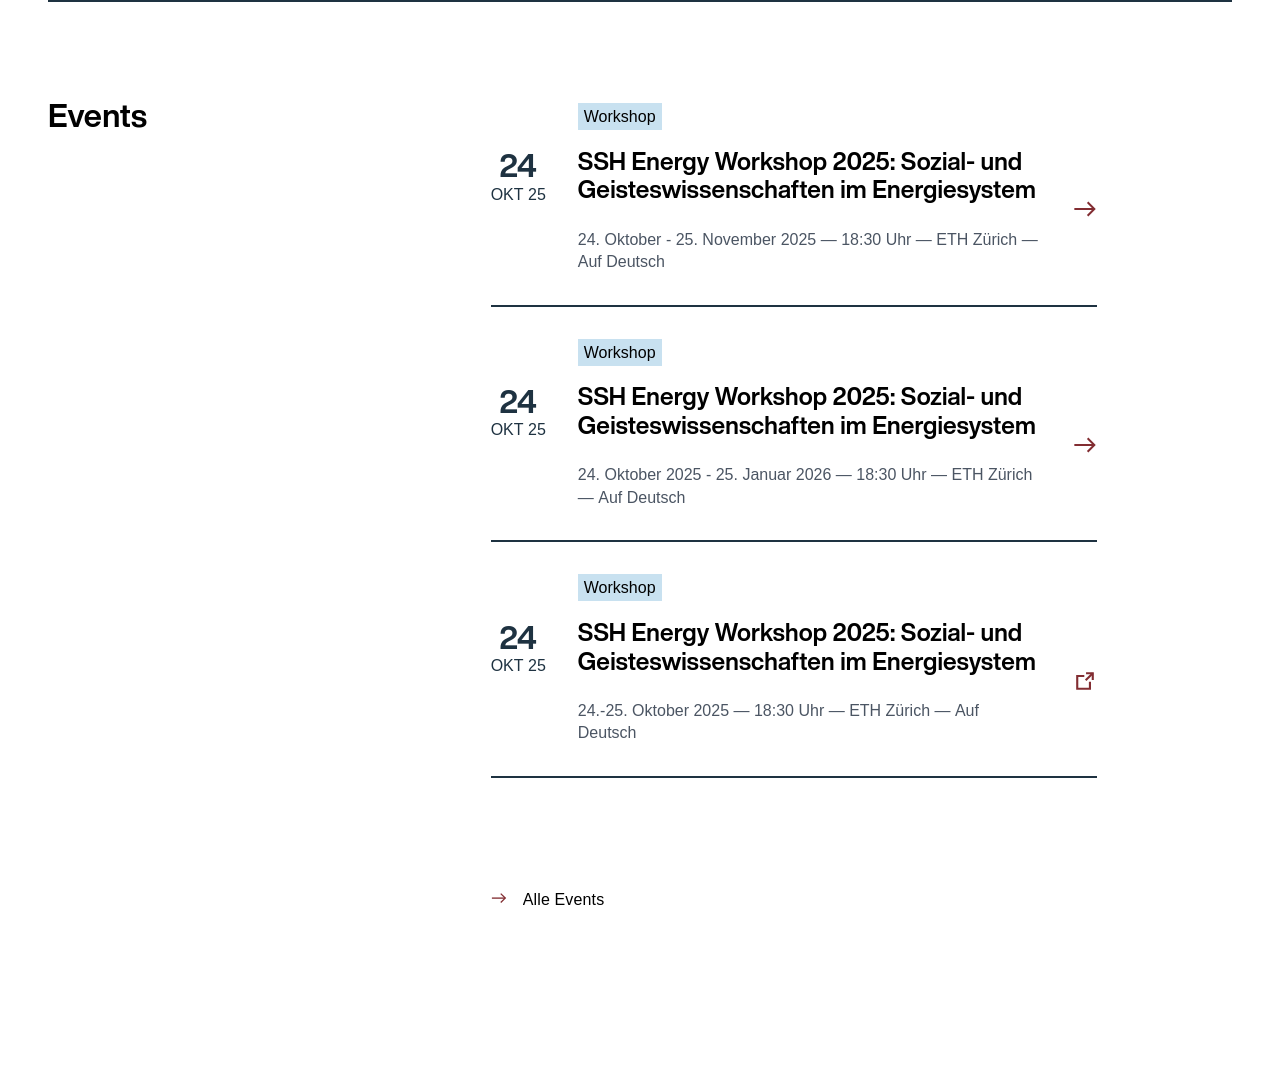 Events
Workshop
24
OKT 25
SSH Energy Workshop 2025: Sozial- und
Geisteswissenschaften im Energiesystem
24. Oktober - 25. November 2025 — 18:30 Uhr — ETH Zürich —
Auf Deutsch
Workshop
24
OKT 25
SSH Energy Workshop 2025: Sozial- und
Geisteswissenschaften im Energiesystem
24. Oktober 2025 - 25. Januar 2026 — 18:30 Uhr — ETH Zürich
— Auf Deutsch
Workshop
24
OKT 25
SSH Energy Workshop 2025: Sozial- und
Geisteswissenschaften im Energiesystem
24.-25. Oktober 2025 — 18:30 Uhr — ETH Zürich — Auf
Deutsch
Alle Events